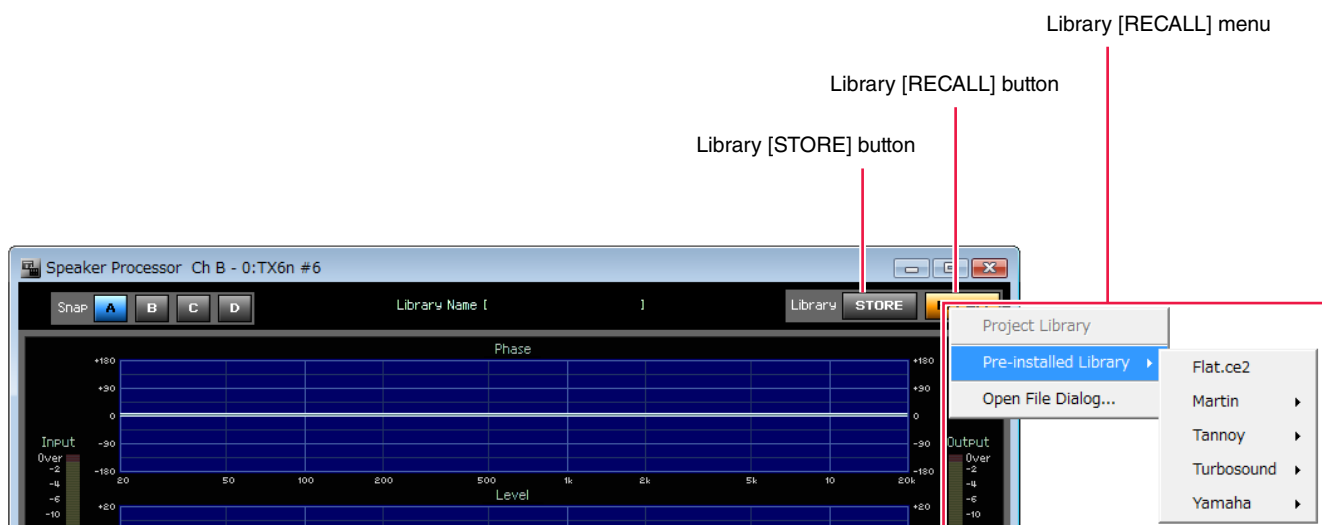 Library [RECALL] menu
Library [RECALL] button
Library [STORE] button
Speaker Processor Ch B - 0:TX6n #6
Snap A B C D
Library Name [ ]
Library STORE
Project Library
Pre-installed Library
Open File Dialog...
Flat.ce2
Martin
Tannoy
Turbosound
Yamaha
Phase
+180 +180
+90 +90
0 0
-90 -90
-180 -180
20 50 100 200 500 1k 2k 5k 10 20k
Input
Over
-2
-4
-6
-10
Output
Over
-2
-4
-6
-10
Level
+20 +20